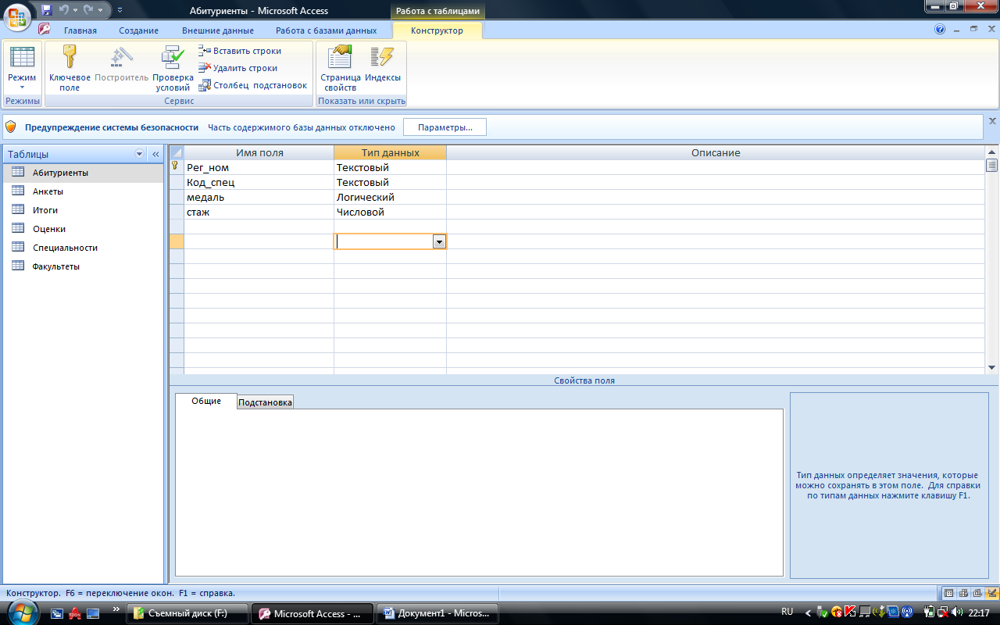 Абитуриенты - Microsoft Access
Работа с таблицами
Главная
Создание
Внешние данные
Работа с базами данных
Конструктор
Режим
Ключевое поле
Построитель
Проверка условий
Вставить строки
Удалить строки
Столбец подстановок
Страница свойств
Индексы
Режимы
Сервис
Показать или скрыть
Предупреждение системы безопасности Часть содержимого базы данных отключено
Параметры...
Таблицы
Абитуриенты
Анкеты
Итоги
Оценки
Специальности
Факультеты
Имя поля Тип данных Описание
Рег_ном Текстовый
Код_спец Текстовый
медаль Логический
стаж Числовой
Свойства поля
Общие
Подстановка
Тип данных определяет значения, которые
можно сохранять в этом поле. Для справки
по типам данных нажмите клавишу F1.
Конструктор. F6 = переключение окон. F1 = справка.
Съемный диск (F:)
Microsoft Access - ...
Документ1 - Micros...
RU
22:17